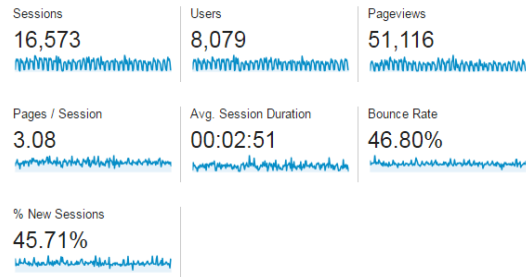 Sessions
16,573
Users
8,079
Pageviews
51,116
Pages / Session
3.08
Avg. Session Duration
00:02:51
Bounce Rate
46.80%
% New Sessions
45.71%